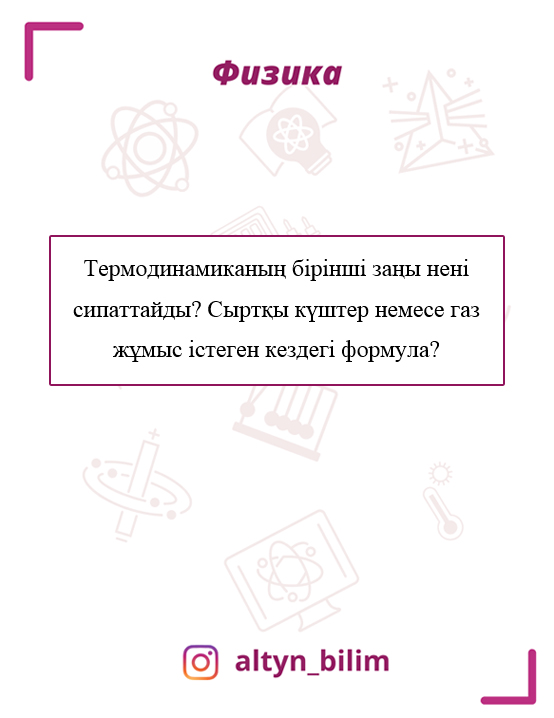 Физика
Термодинамиканың бірінші заңы нені
сипаттайды? Сыртқы күштер немесе газ
жұмыс істеген кездегі формула?
altyn_bilim